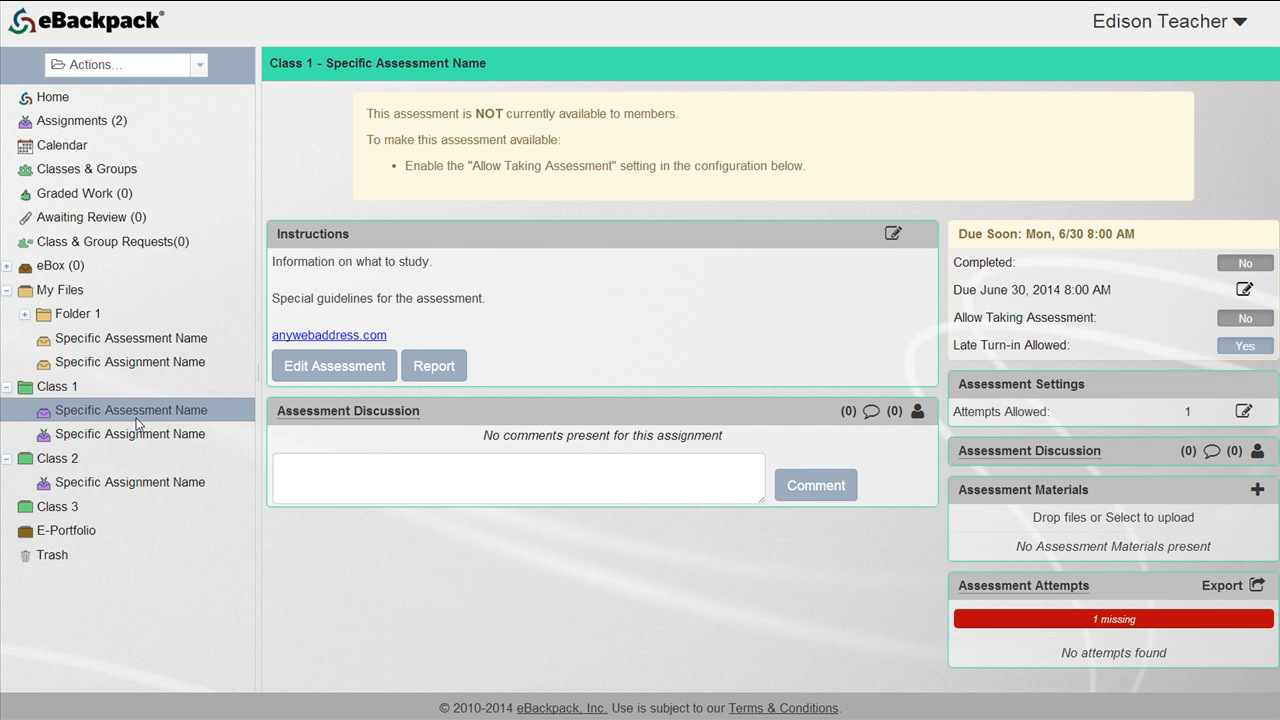 eBackpack®
Edison Teacher
Actions...
Home
Assignments (2)
Calendar
Classes & Groups
Graded Work (0)
Awaiting Review (0)
Class & Group Requests(0)
eBox (0)
My Files
Folder 1
Specific Assessment Name
Specific Assignment Name
Class 1
Specific Assessment Name
Specific Assignment Name
Class 2
Specific Assignment Name
Class 3
E-Portfolio
Trash
Class 1 - Specific Assessment Name
This assessment is NOT currently available to members.
To make this assessment available:
• Enable the "Allow Taking Assessment" setting in the configuration below.
Instructions
Information on what to study.
Special guidelines for the assessment.
anywebaddress.com
Edit Assessment Report
Assessment Discussion (0) (0)
No comments present for this assignment
Comment
Due Soon: Mon, 6/30 8:00 AM
Completed: No
Due June 30, 2014 8:00 AM
Allow Taking Assessment: No
Late Turn-in Allowed: Yes
Assessment Settings
Attempts Allowed: 1
Assessment Discussion (0) (0)
Assessment Materials
Drop files or Select to upload
No Assessment Materials present
Assessment Attempts Export
1 missing
No attempts found
© 2010-2014 eBackpack, Inc. Use is subject to our Terms & Conditions.